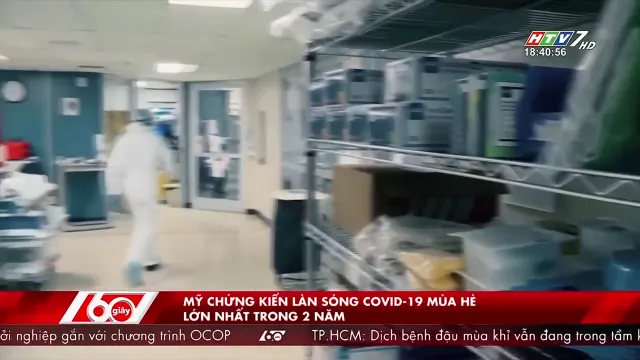 HTV7 HD
18:40:56
60 giây
MỸ CHỨNG KIẾN LÀN SÓNG COVID-19 MÙA HÈ
LỚN NHẤT TRONG 2 NĂM
ởi nghiệp gắn với chương trình OCOP
TP.HCM: Dịch bệnh đậu mùa khỉ vẫn đang trong tầm k